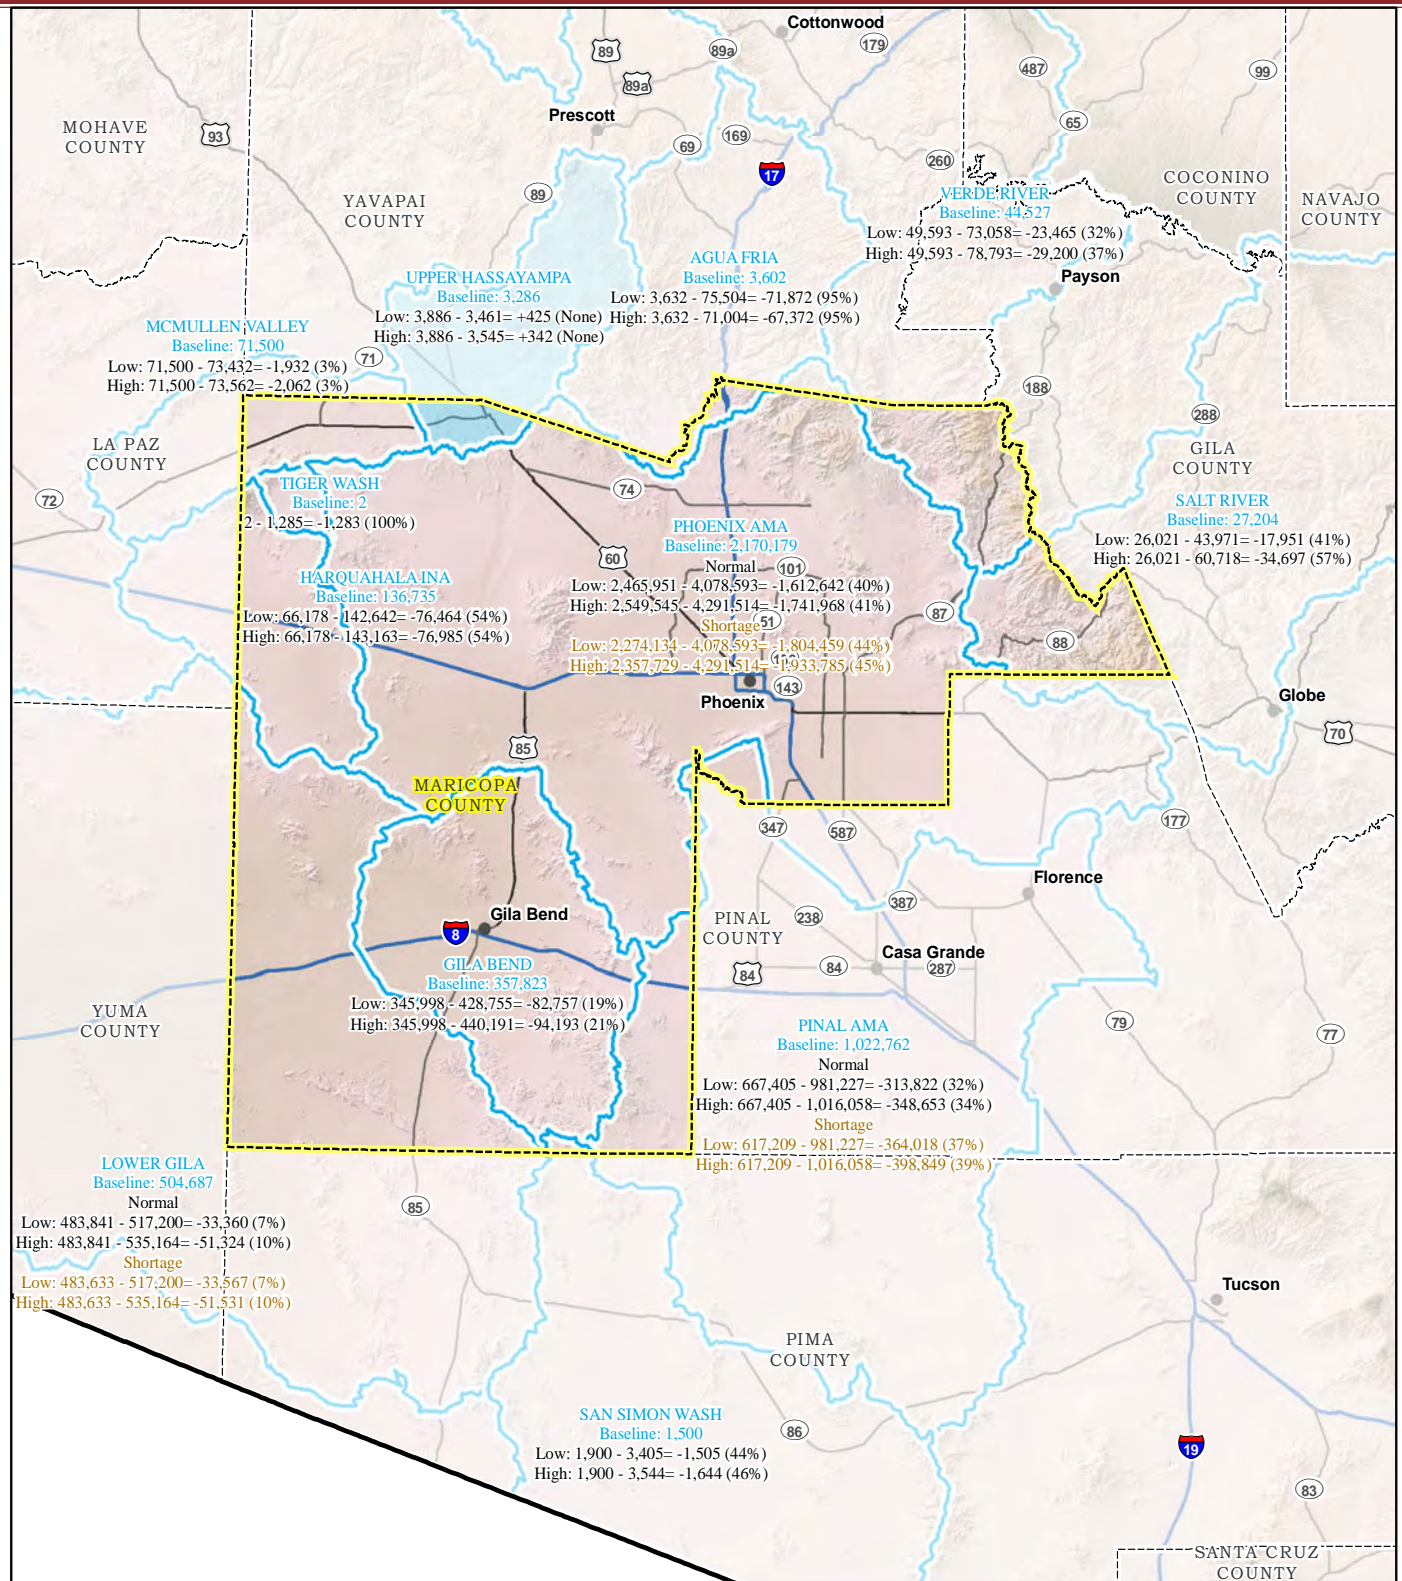 Cottonwood
89
89a
179
487
99
89a
Prescott
MOHAVE
COUNTY
93
65
69
169
17
260
COCONINO
COUNTY
NAVAJO
COUNTY
YAVAPAI
COUNTY
89
VERDE RIVER
Baseline: 44,527
Low: 49,593 - 73,058= -23,465 (32%)
High: 49,593 - 78,793= -29,200 (37%)
Payson
AGUA FRIA
Baseline: 3,602
Low: 3,632 - 75,504= -71,872 (95%)
High: 3,632 - 71,004= -67,372 (95%)
UPPER HASSAYAMPA
Baseline: 3,286
Low: 3,886 - 3,461= +425 (None)
High: 3,886 - 3,545= +342 (None)
MCMULLEN VALLEY
Baseline: 71,500
Low: 71,500 - 73,432= -1,932 (3%)
High: 71,500 - 73,562= -2,062 (3%)
71
188
288
LA PAZ
COUNTY
GILA
COUNTY
72
TIGER WASH
Baseline: 2
2 - 1,285= -1,283 (100%)
74
SALT RIVER
Baseline: 27,204
Low: 26,021 - 43,971= -17,951 (41%)
High: 26,021 - 60,718= -34,697 (57%)
PHOENIX AMA
Baseline: 2,170,179
Normal
Low: 2,465,951 - 4,078,593= -1,612,642 (40%)
High: 2,549,545 - 4,291,514= -1,741,968 (41%)
Shortage
Low: 2,274,134 - 4,078,593= -1,804,459 (44%)
High: 2,357,729 - 4,291,514= -1,933,785 (45%)
60
101
51
HARQUAHALA INA
Baseline: 136,735
Low: 66,178 - 142,642= -76,464 (54%)
High: 66,178 - 143,163= -76,985 (54%)
87
88
143
Phoenix
Globe
70
85
MARICOPA
COUNTY
347
587
177
Florence
387
238
PINAL
COUNTY
Gila Bend
8
Casa Grande
84
84
287
GILA BEND
Baseline: 357,823
Low: 345,998 - 428,755= -82,757 (19%)
High: 345,998 - 440,191= -94,193 (21%)
YUMA
COUNTY
79
77
PINAL AMA
Baseline: 1,022,762
Normal
Low: 667,405 - 981,227= -313,822 (32%)
High: 667,405 - 1,016,058= -348,653 (34%)
Shortage
Low: 617,209 - 981,227= -364,018 (37%)
High: 617,209 - 1,016,058= -398,849 (39%)
LOWER GILA
Baseline: 504,687
Normal
Low: 483,841 - 517,200= -33,360 (7%)
High: 483,841 - 535,164= -51,324 (10%)
Shortage
Low: 483,633 - 517,200= -33,567 (7%)
High: 483,633 - 535,164= -51,531 (10%)
85
Tucson
PIMA
COUNTY
SAN SIMON WASH
Baseline: 1,500
Low: 1,900 - 3,405= -1,505 (44%)
High: 1,900 - 3,544= -1,644 (46%)
86
19
83
SANTA CRUZ
COUNTY